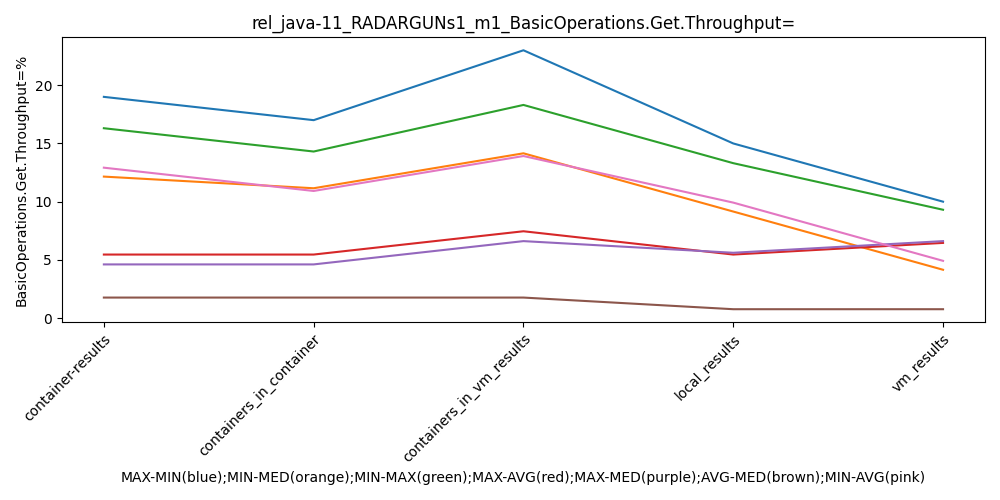 rel_java-11_RADARGUNs1_m1_BasicOperations.Get.Throughput=
BasicOperations.Get.Throughput=%
20
15
10
5
0
container-results
containers_in_container
containers_in_vm_results
local_results
vm_results
MAX-MIN(blue);MIN-MED(orange);MIN-MAX(green);MAX-AVG(red);MAX-MED(purple);AVG-MED(brown);MIN-AVG(pink)